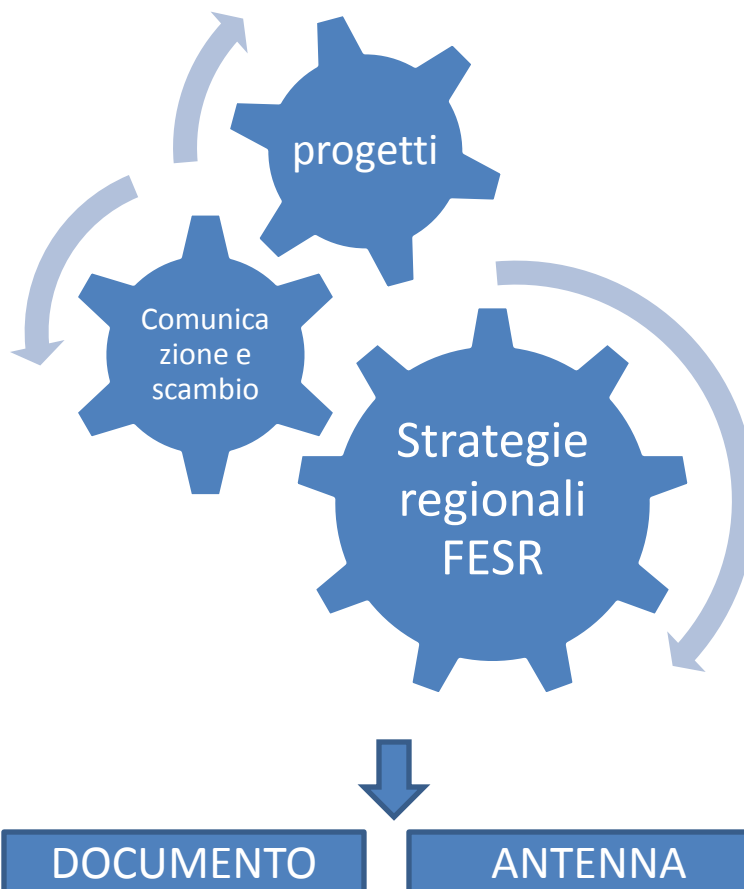 progetti
Comunica
zione e
scambio
Strategie
regionali
FESR
DOCUMENTO
ANTENNA